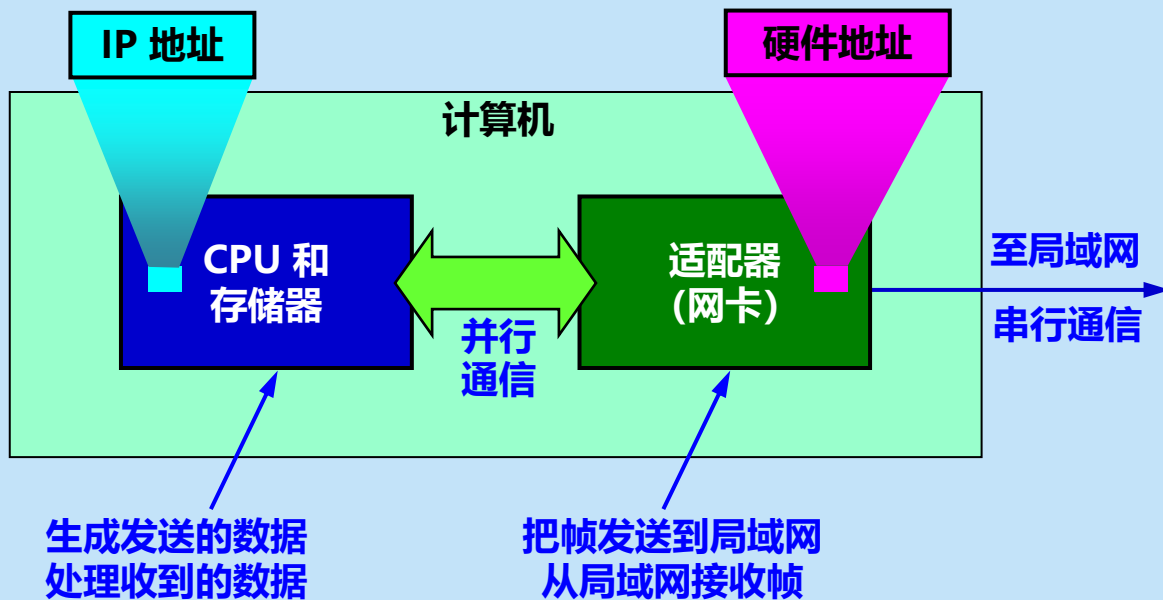 IP 地址
硬件地址
计算机
CPU 和
存储器
适配器
（网卡）
并行
通信
至局域网
串行通信
生成发送的数据
处理收到的数据
把帧发送到局域网
从局域网接收帧